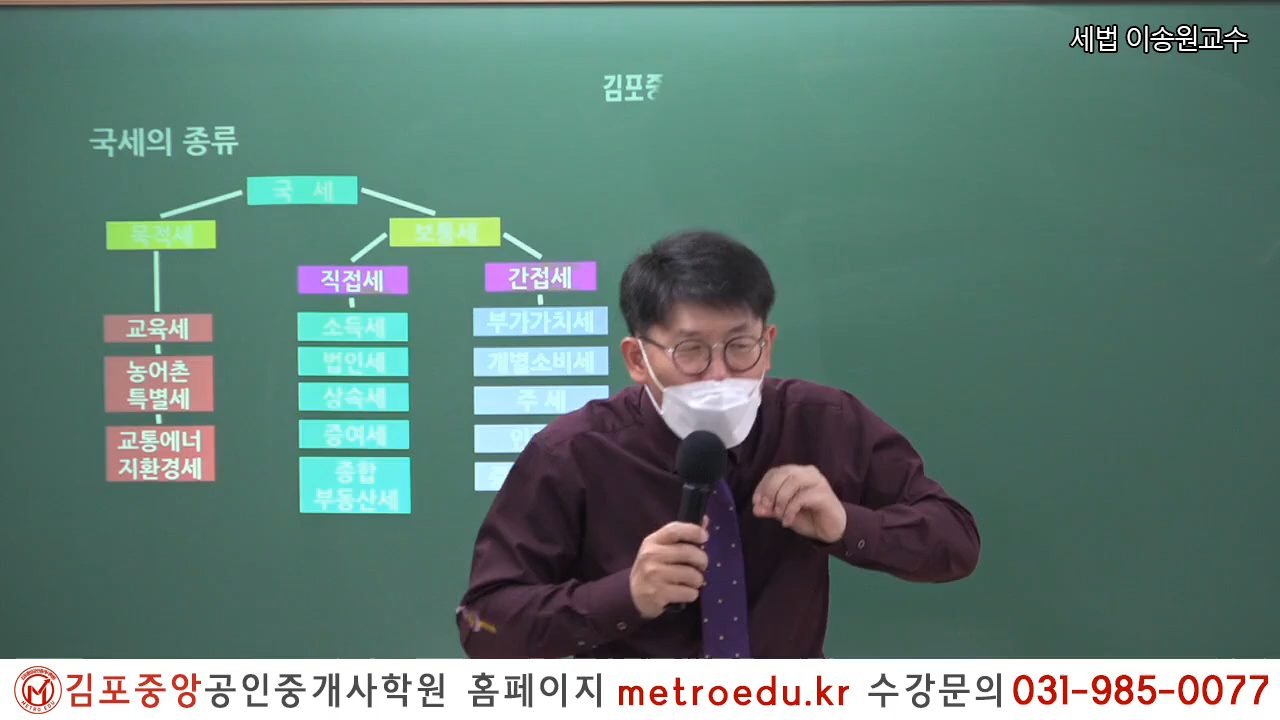 세법 이송원교수
김포중
국세의 종류
국 세
목적세
보통세
직접세
간접세
교육세
농어촌
특별세
교통에너
지환경세
소득세
법인세
상속세
증여세
종합
부동산세
부가가치세
개별소비세
주 세
METRO EDU
김포중앙공인중개사학원 홈페이지 metroedu.kr 수강문의 031-985-0077